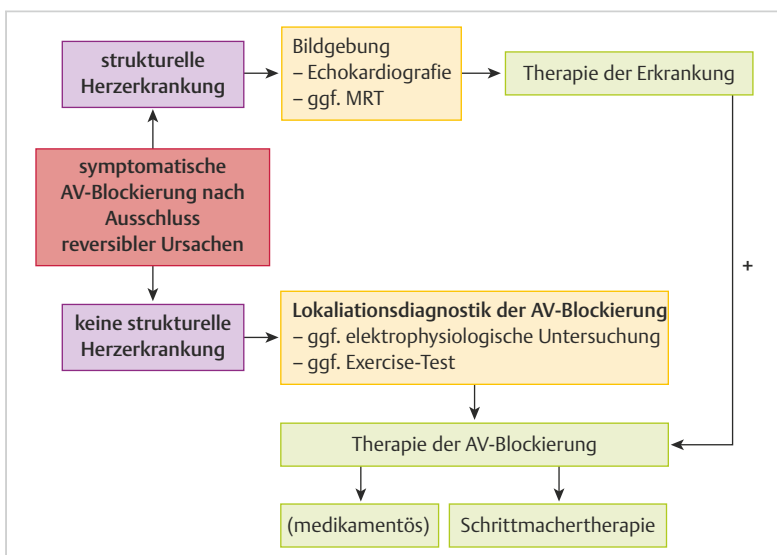 strukturelle
Herzerkrankung
Bildgebung
– Echokardiografie
– ggf. MRT
Therapie der Erkrankung
symptomatische
AV-Blockierung nach
Ausschluss
reversibler Ursachen
+
keine strukturelle
Herzerkrankung
Lokaliationsdiagnostik der AV-Blockierung
– ggf. elektrophysiologische Untersuchung
– ggf. Exercise-Test
Therapie der AV-Blockierung
(medikamentös)
Schrittmachertherapie